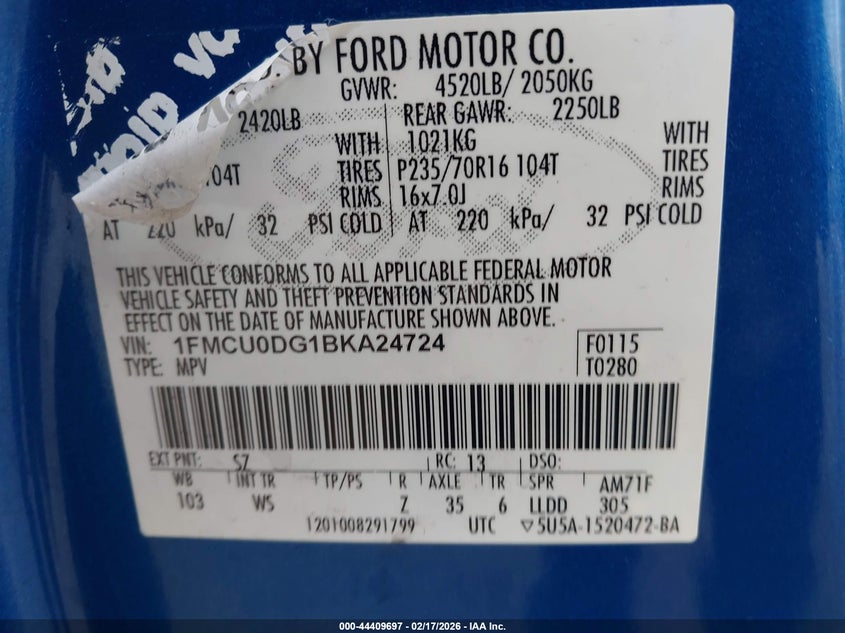 VOID
BY FORD MOTOR CO.
GVWR: 4520LB/ 2050KG
2420LB REAR GAWR: 2250LB
WITH 1021KG WITH
104T TIRES P235/70R16 104T TIRES
RIMS 16x7.0J RIMS
AT 220 kPa/ 32 PSI COLD AT 220 kPa/ 32 PSI COLD
THIS VEHICLE CONFORMS TO ALL APPLICABLE FEDERAL MOTOR
VEHICLE SAFETY AND THEFT PREVENTION STANDARDS IN
EFFECT ON THE DATE OF MANUFACTURE SHOWN ABOVE.
VIN: 1FMCU0DG1BKA24724 F0115
TYPE: MPV T0280
EXT PNT: SZ RC: 13 DSO:
WB INT TR TP/PS R AXLE TR SPR AM71F
103 WS Z 35 6 LLDD 305
1201008291799 UTC ▽5U5A-1520472-BA
000-44409697 - 02/17/2026 - IAA Inc.